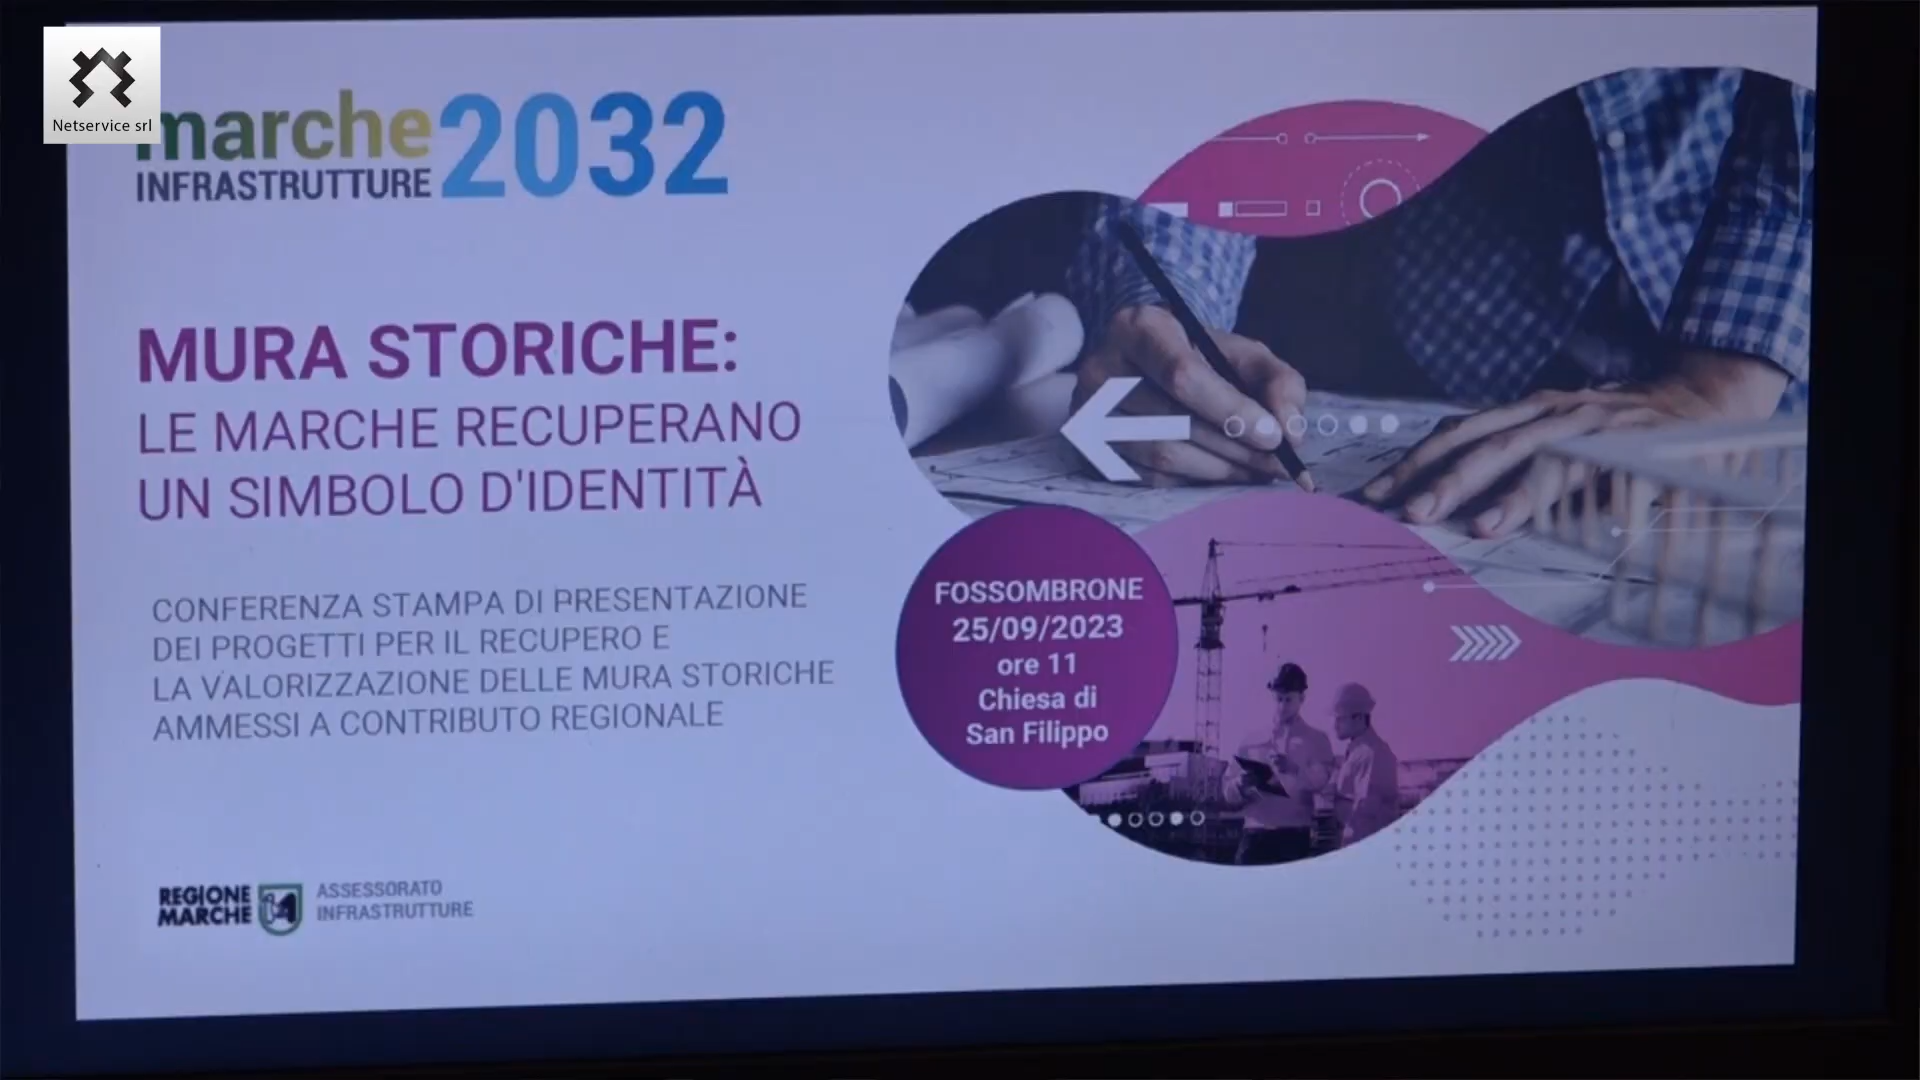 Netservice srl
marche
INFRASTRUTTURE
2032
MURA STORICHE:
LE MARCHE RECUPERANO
UN SIMBOLO D'IDENTITÀ
CONFERENZA STAMPA DI PRESENTAZIONE
DEI PROGETTI PER IL RECUPERO E
LA VALORIZZAZIONE DELLE MURA STORICHE
AMMESSI A CONTRIBUTO REGIONALE
FOSSOMBRONE
25/09/2023
ore 11
Chiesa di
San Filippo
REGIONE
MARCHE
ASSESSORATO
INFRASTRUTTURE